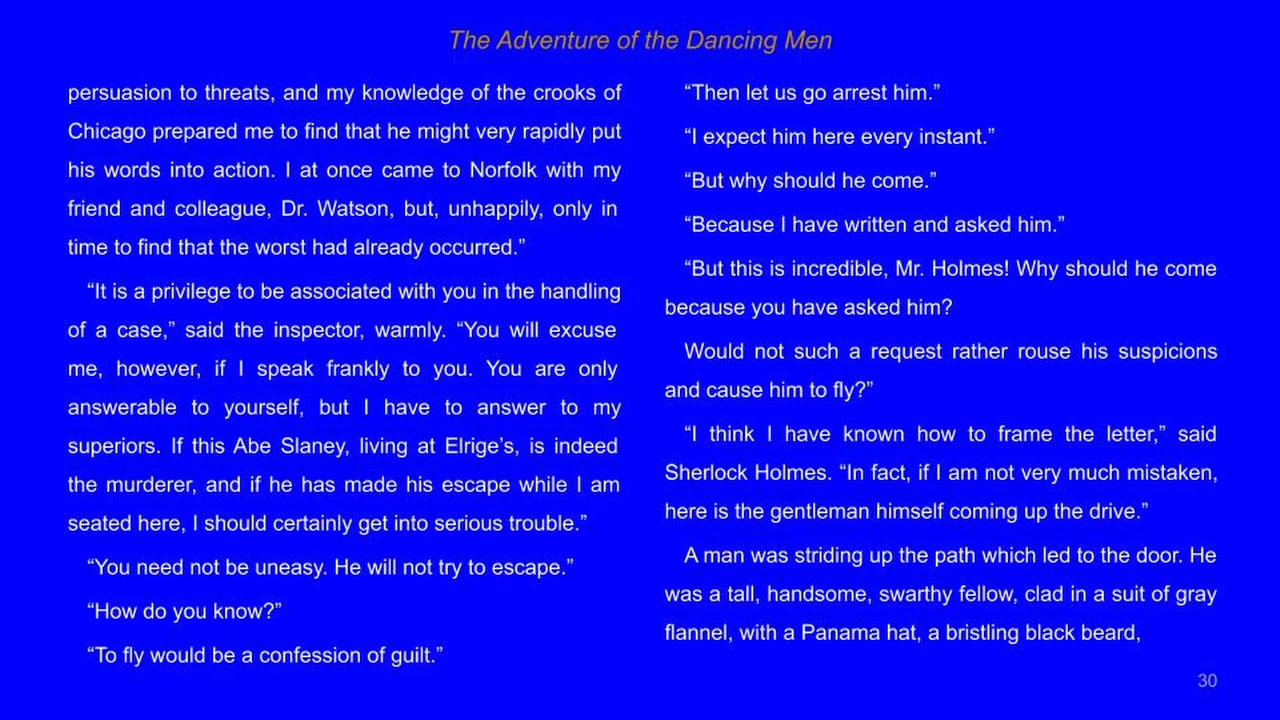 The Adventure of the Dancing Men
persuasion to threats, and my knowledge of the crooks of
Chicago prepared me to find that he might very rapidly put
his words into action. I at once came to Norfolk with my
friend and colleague, Dr. Watson, but, unhappily, only in
time to find that the worst had already occurred.”
“It is a privilege to be associated with you in the handling
of a case,” said the inspector, warmly. “You will excuse
me, however, if I speak frankly to you. You are only
answerable to yourself, but I have to answer to my
superiors. If this Abe Slaney, living at Elrige’s, is indeed
the murderer, and if he has made his escape while I am
seated here, I should certainly get into serious trouble.”
“You need not be uneasy. He will not try to escape.”
“How do you know?”
“To fly would be a confession of guilt.”
“Then let us go arrest him.”
“I expect him here every instant.”
“But why should he come.”
“Because I have written and asked him.”
“But this is incredible, Mr. Holmes! Why should he come
because you have asked him?
Would not such a request rather rouse his suspicions
and cause him to fly?”
“I think I have known how to frame the letter,” said
Sherlock Holmes. “In fact, if I am not very much mistaken,
here is the gentleman himself coming up the drive.”
A man was striding up the path which led to the door. He
was a tall, handsome, swarthy fellow, clad in a suit of gray
flannel, with a Panama hat, a bristling black beard,
30